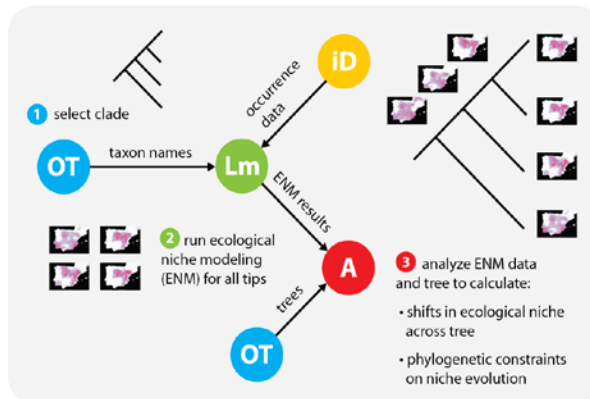 iD
occurrence
data
1 select clade
OT
taxon names
Lm
ENM results
2 run ecological
niche modeling
(ENM) for all tips
A
trees
OT
3 analyze ENM data
and tree to calculate:
• shifts in ecological niche
across tree
• phylogenetic constraints
on niche evolution